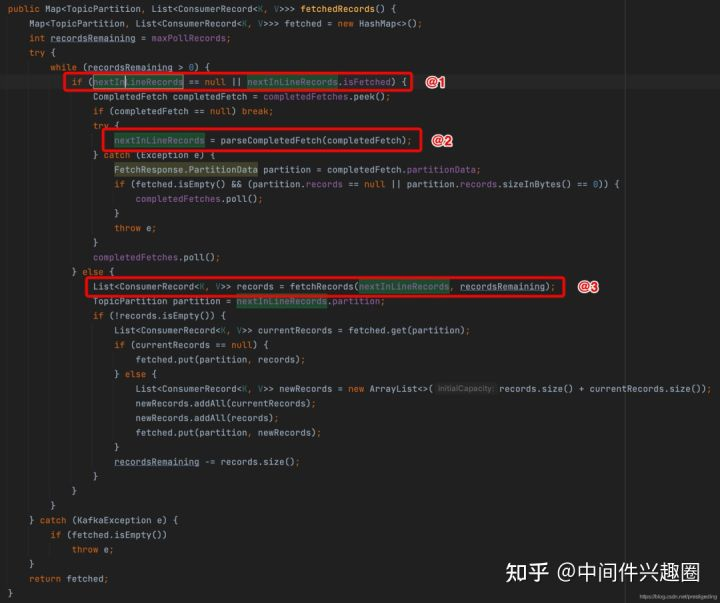 public Map<TopicPartition, List<ConsumerRecord<K, V>>> fetchedRecords() {
Map<TopicPartition, List<ConsumerRecord<K, V>>> fetched = new HashMap<>();
int recordsRemaining = maxPollRecords;
try {
while (recordsRemaining > 0) {
if (nextInLineRecords == null || nextInLineRecords.isFetched) { @1
CompletedFetch completedFetch = completedFetches.peek();
if (completedFetch == null) break;
try {
nextInLineRecords = parseCompletedFetch(completedFetch); @2
} catch (Exception e) {
FetchResponse.PartitionData partition = completedFetch.partitionData;
if (fetched.isEmpty() && (partition.records == null || partition.records.sizeInBytes() == 0)) {
completedFetches.poll();
}
throw e;
}
completedFetches.poll();
} else {
List<ConsumerRecord<K, V>> records = fetchRecords(nextInLineRecords, recordsRemaining); @3
TopicPartition partition = nextInLineRecords.partition;
if (!records.isEmpty()) {
List<ConsumerRecord<K, V>> currentRecords = fetched.get(partition);
if (currentRecords == null) {
fetched.put(partition, records);
} else {
List<ConsumerRecord<K, V>> newRecords = new ArrayList<>( initialCapacity: records.size() + currentRecords.size());
newRecords.addAll(currentRecords);
newRecords.addAll(records);
fetched.put(partition, newRecords);
}
recordsRemaining -= records.size();
}
}
}
} catch (KafkaException e) {
if (fetched.isEmpty())
throw e;
}
return fetched;
}
知乎 @中间件兴趣圈
https://blog.csdn.net/prestigeding